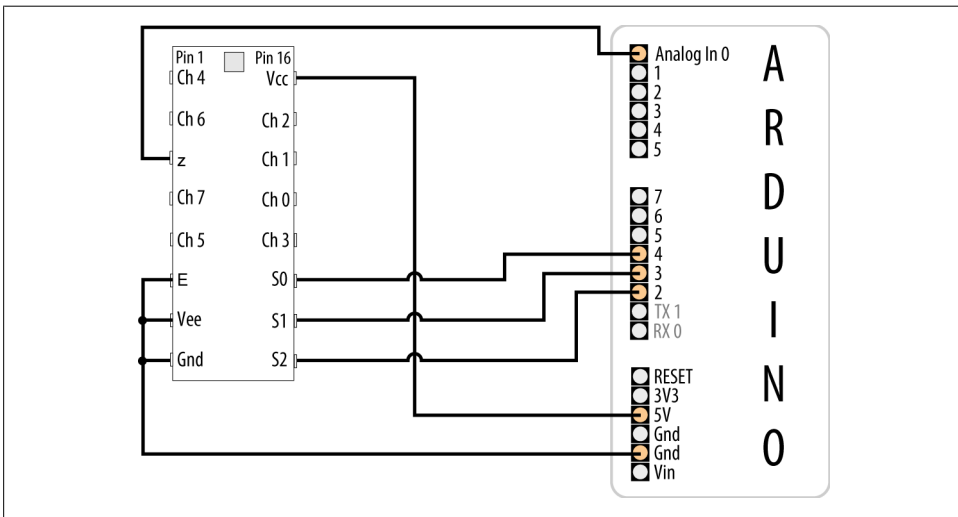 Pin 1
Pin 16
Ch 4
Vcc
Ch 6
Ch 2
z
Ch 1
Ch 7
Ch 0
Ch 5
Ch 3
E
S0
Vee
S1
Gnd
S2
Analog In 0
1
2
3
4
5
7
6
5
4
3
2
TX 1
RX 0
RESET
3V3
5V
Gnd
Gnd
Vin
ARDUINO